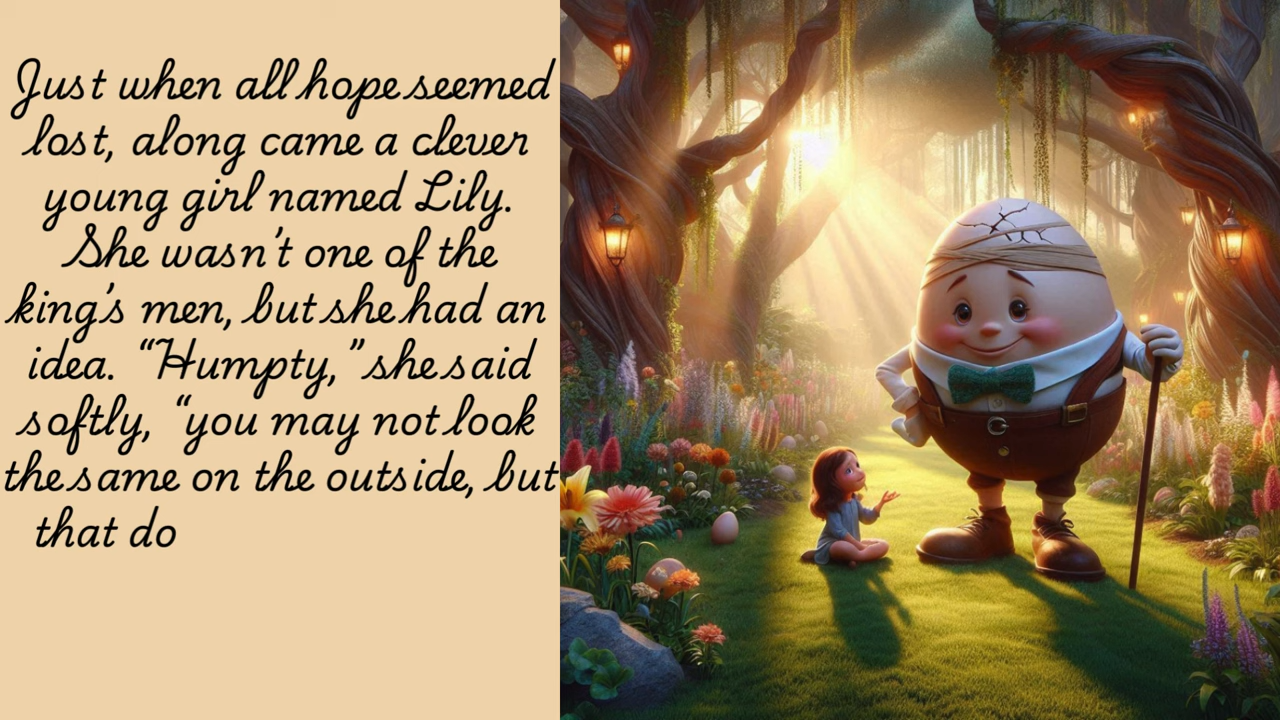 Just when all hope seemed
lost, along came a clever
young girl named Lily.
She wasn't one of the
king's men, but she had an
idea. “Humpty,” she said
softly, “you may not look
the same on the outside, but
that do